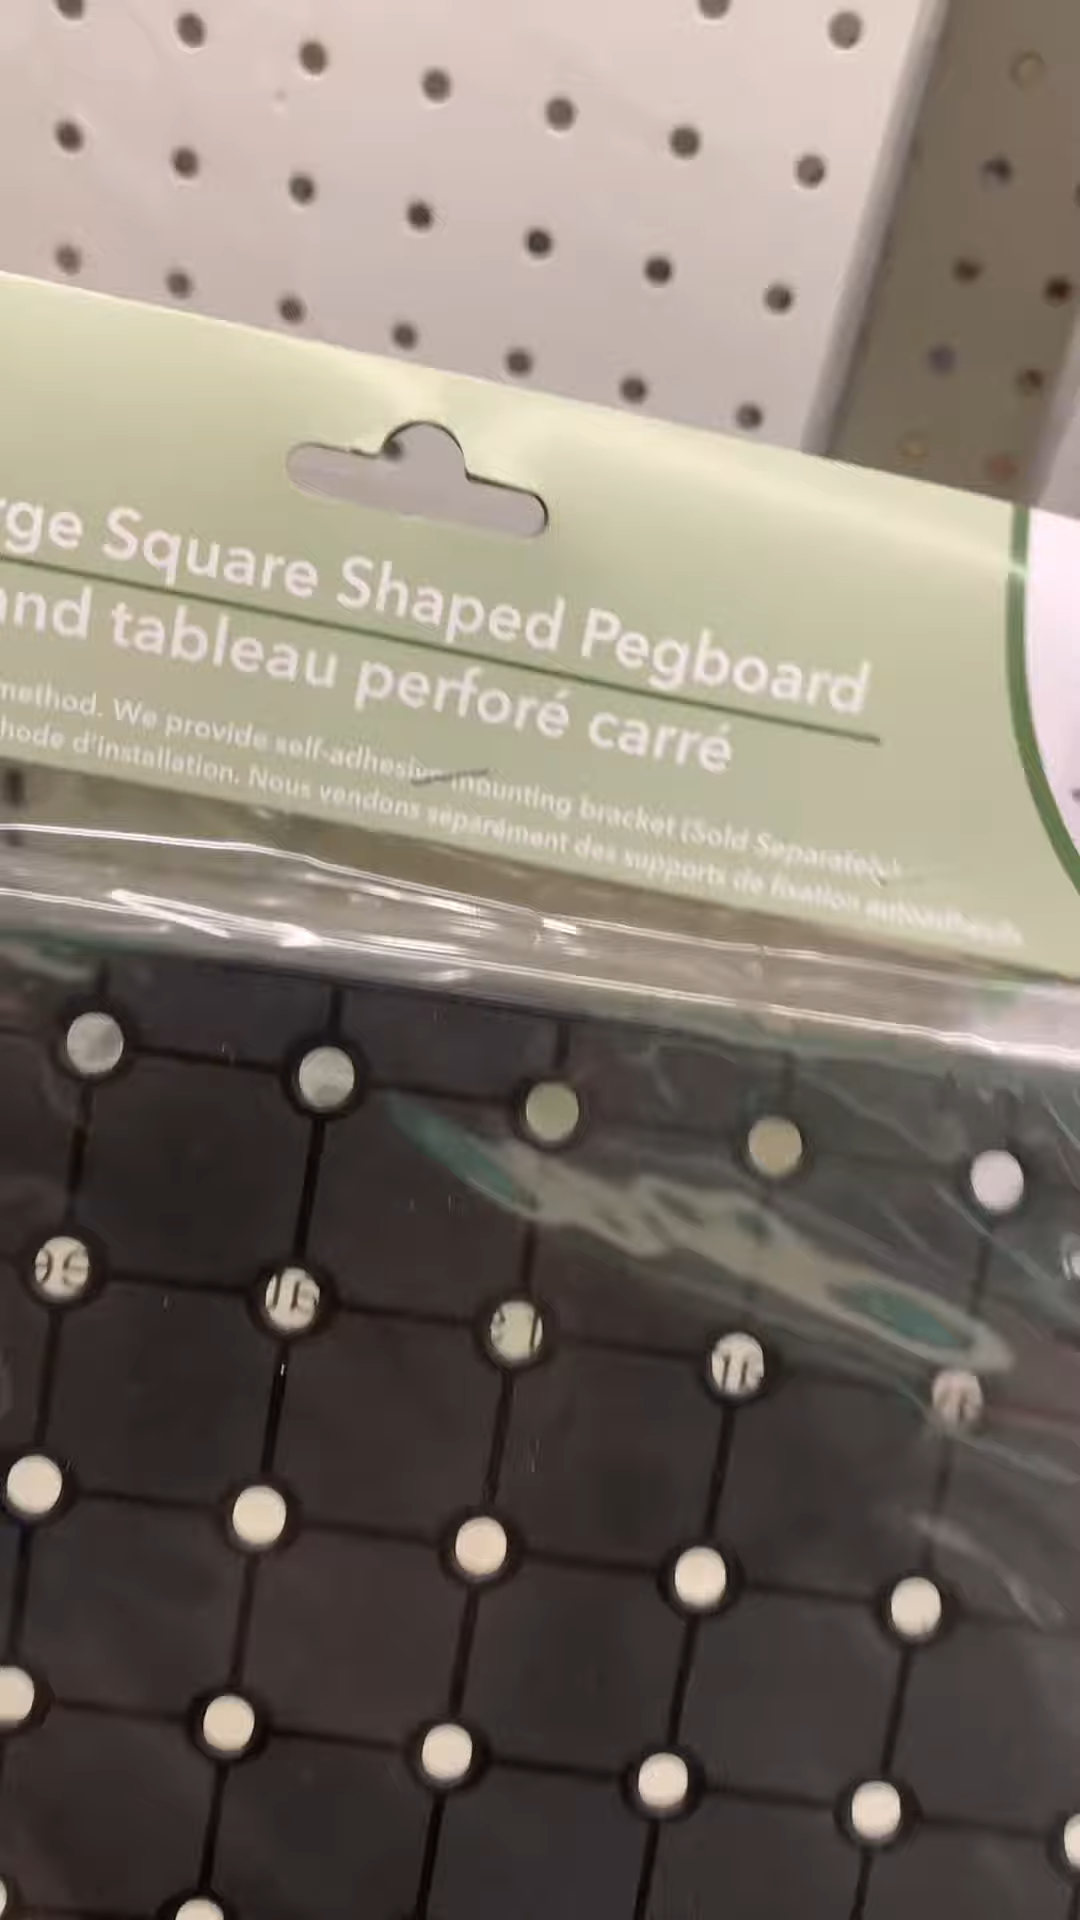 rge Square Shaped Pegboard
and tableau perforé carré
method. We provide self-adhesive mounting bracket (Sold Separately)
hode d'installation. Nous vendons séparément des supports de fixation autoadhésifs